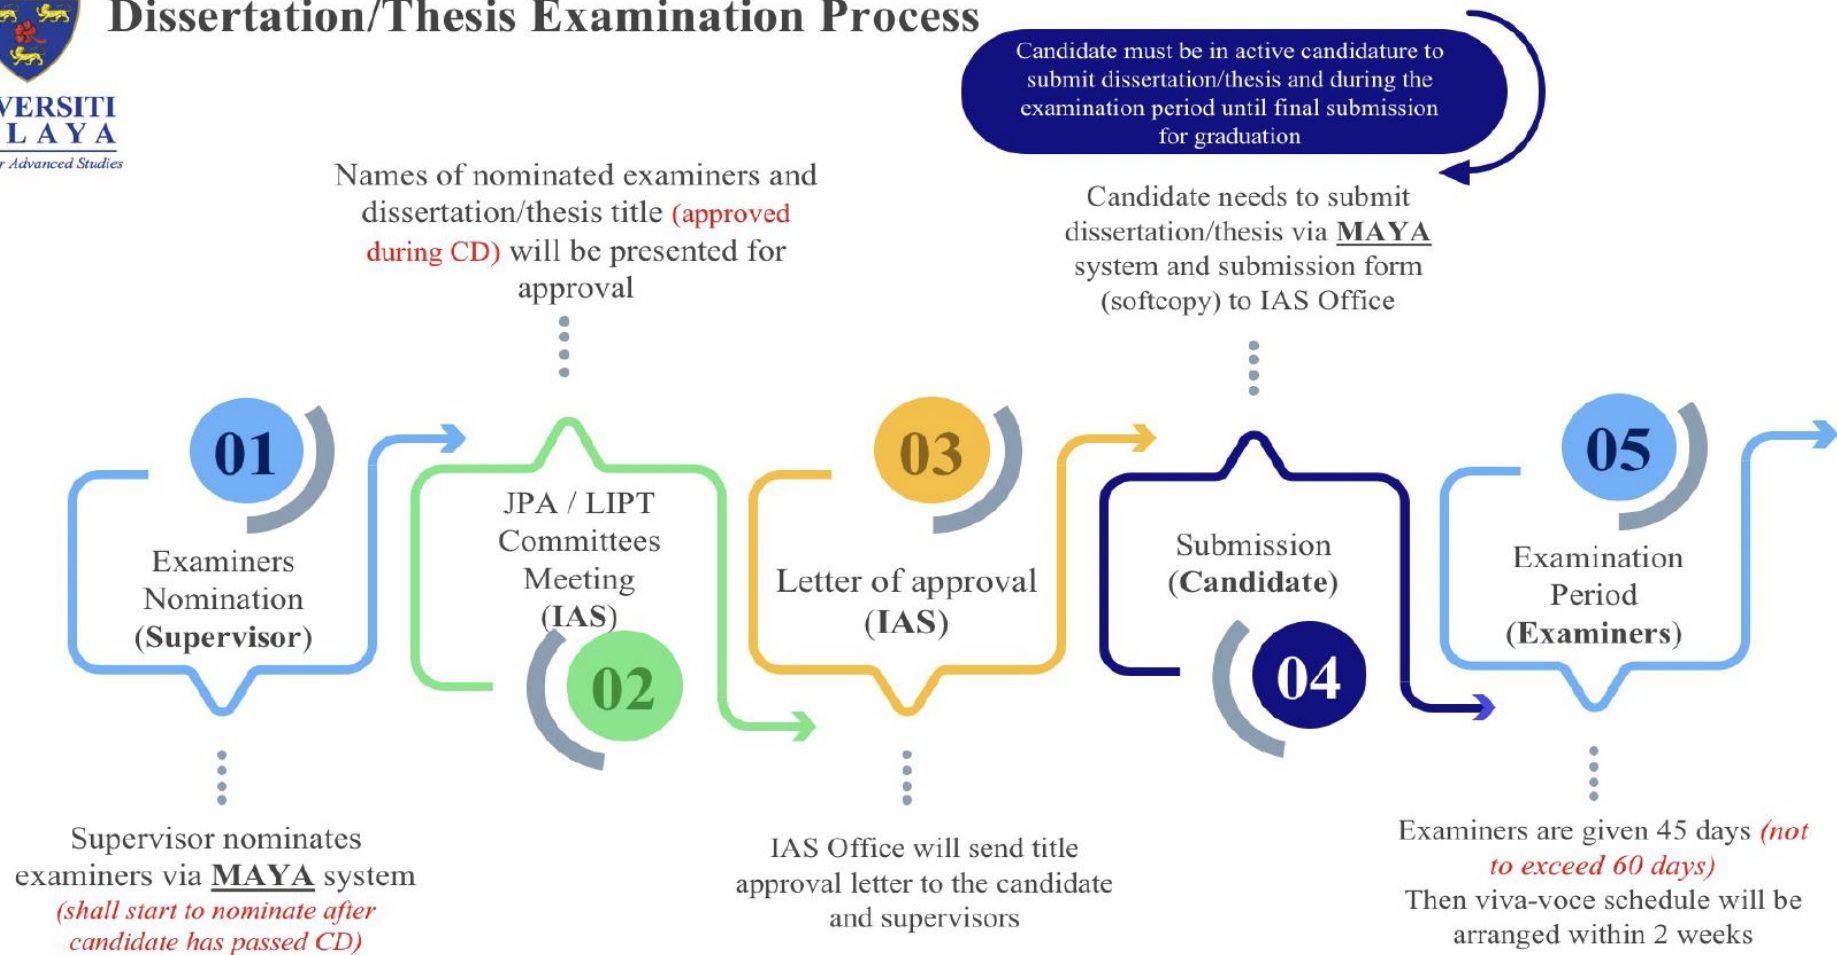 Dissertation/Thesis Examination Process
VERSITI
LAYA
Advanced Studies
Candidate must be in active candidature to
submit dissertation/thesis and during the
examination period until final submission
for graduation
Names of nominated examiners and
dissertation/thesis title (approved
during CD) will be presented for
approval
Candidate needs to submit
dissertation/thesis via MAYA
system and submission form
(softcopy) to IAS Office
01
Examiners
Nomination
(Supervisor)
JPA / LIPT
Committees
Meeting
(IAS)
02
03
Letter of approval
(IAS)
Submission
(Candidate)
04
05
Examination
Period
(Examiners)
Supervisor nominates
examiners via MAYA system
(shall start to nominate after
candidate has passed CD)
IAS Office will send title
approval letter to the candidate
and supervisors
Examiners are given 45 days (not
to exceed 60 days)
Then viva-voce schedule will be
arranged within 2 weeks